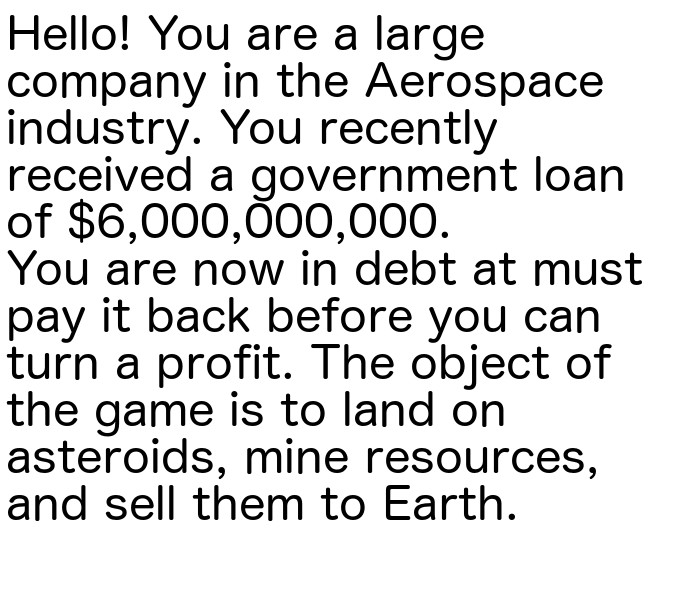 Hello! You are a large
company in the Aerospace
industry. You recently
received a government loan
of $6,000,000,000.
You are now in debt at must
pay it back before you can
turn a profit. The object of
the game is to land on
asteroids, mine resources,
and sell them to Earth.